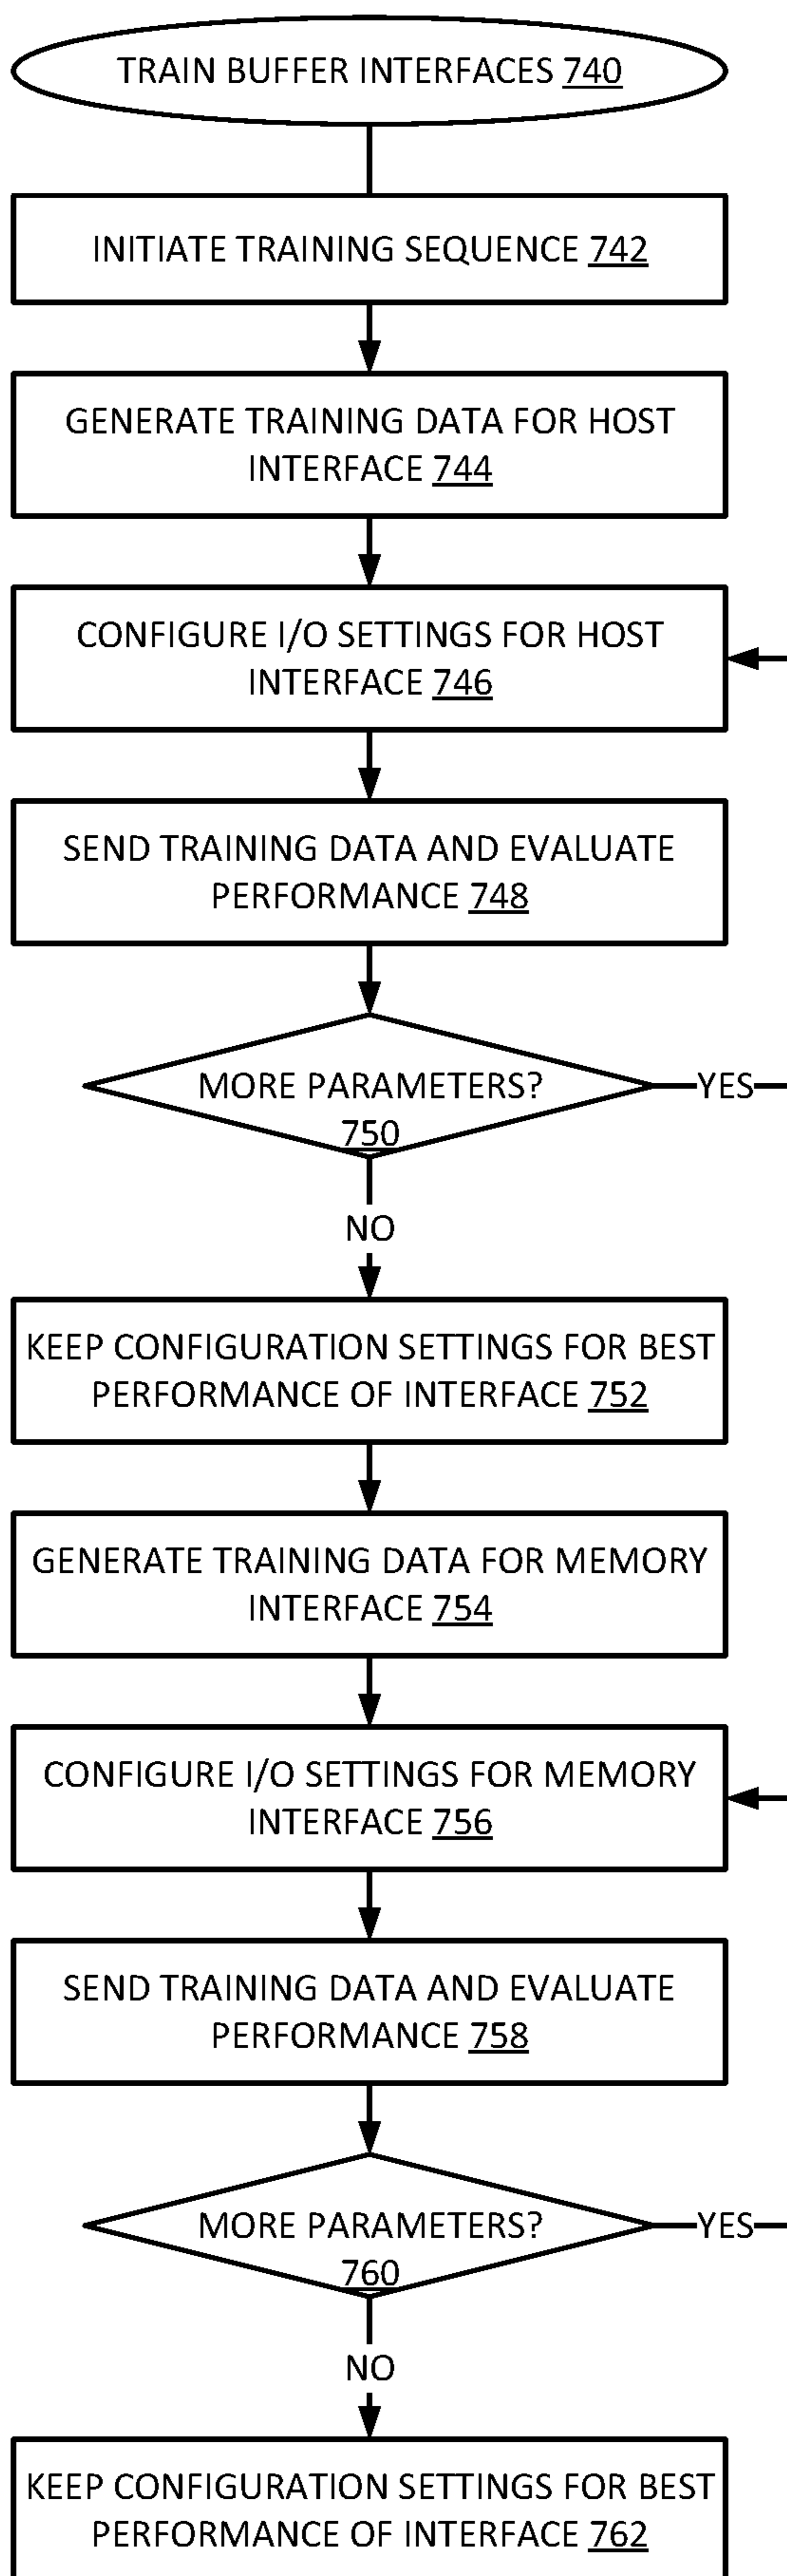 TRAIN BUFFER INTERFACES 740
INITIATE TRAINING SEQUENCE 742
GENERATE TRAINING DATA FOR HOST
INTERFACE 744
CONFIGURE I/O SETTINGS FOR HOST
INTERFACE 746
SEND TRAINING DATA AND EVALUATE
PERFORMANCE 748
MORE PARAMETERS?
YES
750
NO
KEEP CONFIGURATION SETTINGS FOR BEST
PERFORMANCE OF INTERFACE 752
GENERATE TRAINING DATA FOR MEMORY
INTERFACE 754
CONFIGURE I/O SETTINGS FOR MEMORY
INTERFACE 756
SEND TRAINING DATA AND EVALUATE
PERFORMANCE 758
MORE PARAMETERS?
YES
760
NO
KEEP CONFIGURATION SETTINGS FOR BEST
PERFORMANCE OF INTERFACE 762